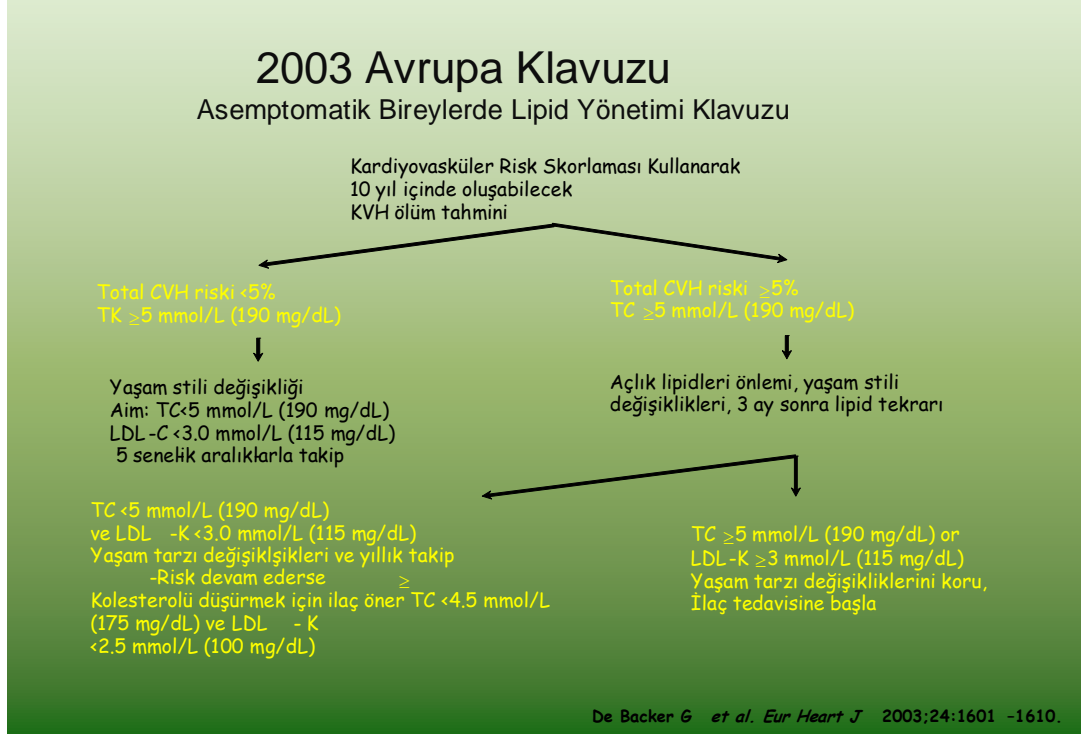 2003 Avrupa Klavuzu
Asemptomatik Bireylerde Lipid Yönetimi Klavuzu
Kardiyovasküler Risk Skorlaması Kullanarak
10 yıl içinde oluşabilecek
KVH ölüm tahmini
Total CVH riski <5%
TK ≥5 mmol/L (190 mg/dL)
Total CVH riski ≥5%
TC ≥5 mmol/L (190 mg/dL)
Yaşam stili değişikliği
Aim: TC<5 mmol/L (190 mg/dL)
LDL-C <3.0 mmol/L (115 mg/dL)
5 senelik aralıklarla takip
Açlık lipidleri önlemi, yaşam stili
değişiklikleri, 3 ay sonra lipid tekrarı
TC <5 mmol/L (190 mg/dL)
ve LDL -K <3.0 mmol/L (115 mg/dL)
Yaşam tarzı değişiklşikleri ve yıllık takip
-Risk devam ederse ≥
Kolesterolü düşürmek için ilaç öner TC <4.5 mmol/L
(175 mg/dL) ve LDL - K
<2.5 mmol/L (100 mg/dL)
TC ≥5 mmol/L (190 mg/dL) or
LDL-K ≥3 mmol/L (115 mg/dL)
Yaşam tarzı değişikliklerini koru,
İlaç tedavisine başla
De Backer G et al. Eur Heart J 2003;24:1601 -1610.